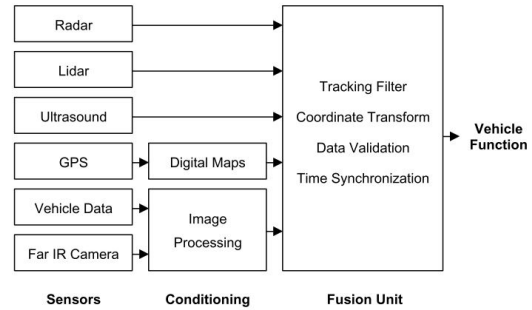 Radar
Lidar
Ultrasound
GPS
Vehicle Data
Far IR Camera
Digital Maps
Image
Processing
Tracking Filter
Coordinate Transform
Data Validation
Time Synchronization
Vehicle
Function
Sensors
Conditioning
Fusion Unit